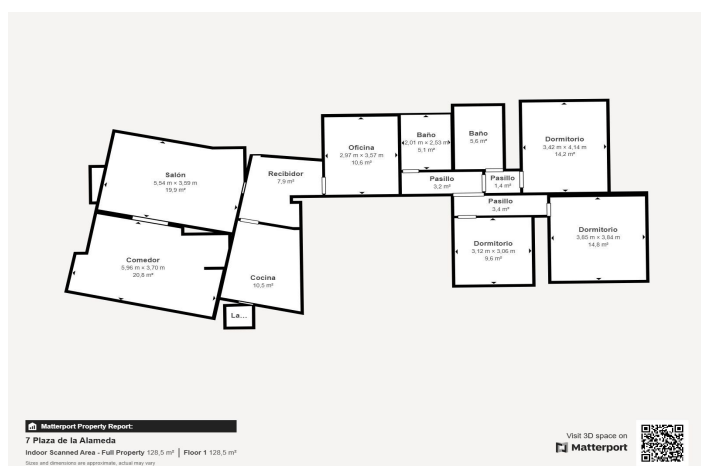 Salón
5,54 m × 3,59 m
19,9 m²
Recibidor
7,9 m²
Oficina
2,97 m × 3,57 m
10,6 m²
Baño
2,01 m × 2,53 m
5,1 m²
Baño
5,6 m²
Dormitorio
3,42 m × 4,14 m
14,2 m²
Pasillo
3,2 m²
Pasillo
1,4 m²
Pasillo
3,4 m²
Comedor
5,96 m × 3,70 m
20,8 m²
Cocina
10,5 m²
Dormitorio
3,12 m × 3,06 m
9,6 m²
Dormitorio
3,85 m × 3,84 m
14,8 m²
La...
Matterport Property Report:
7 Plaza de la Alameda
Indoor Scanned Area - Full Property 128,5 m² | Floor 1 128,5 m²
Sizes and dimensions are approximate, actual may vary
Visit 3D space on
Matterport